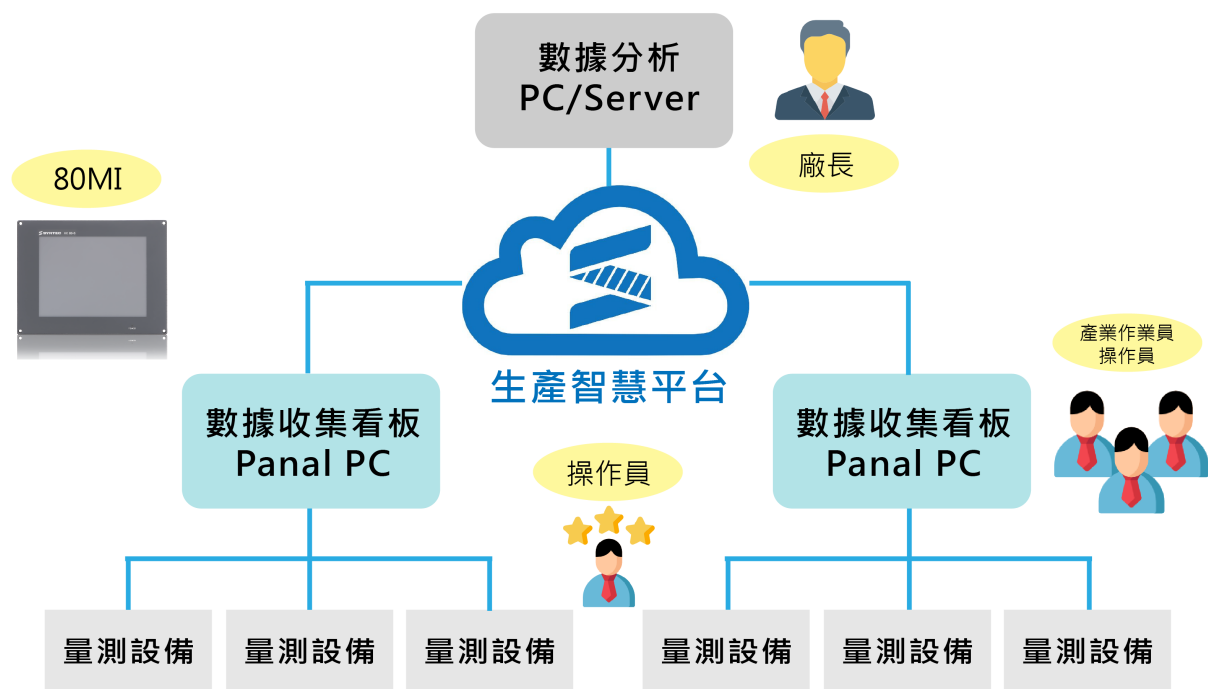 數據分析
PC/Server
廠長
80MI
SYNTEC
生產智慧平台
產業作業員
操作員
數據收集看板
Panal PC
數據收集看板
Panal PC
操作員
量測設備
量測設備
量測設備
量測設備
量測設備
量測設備